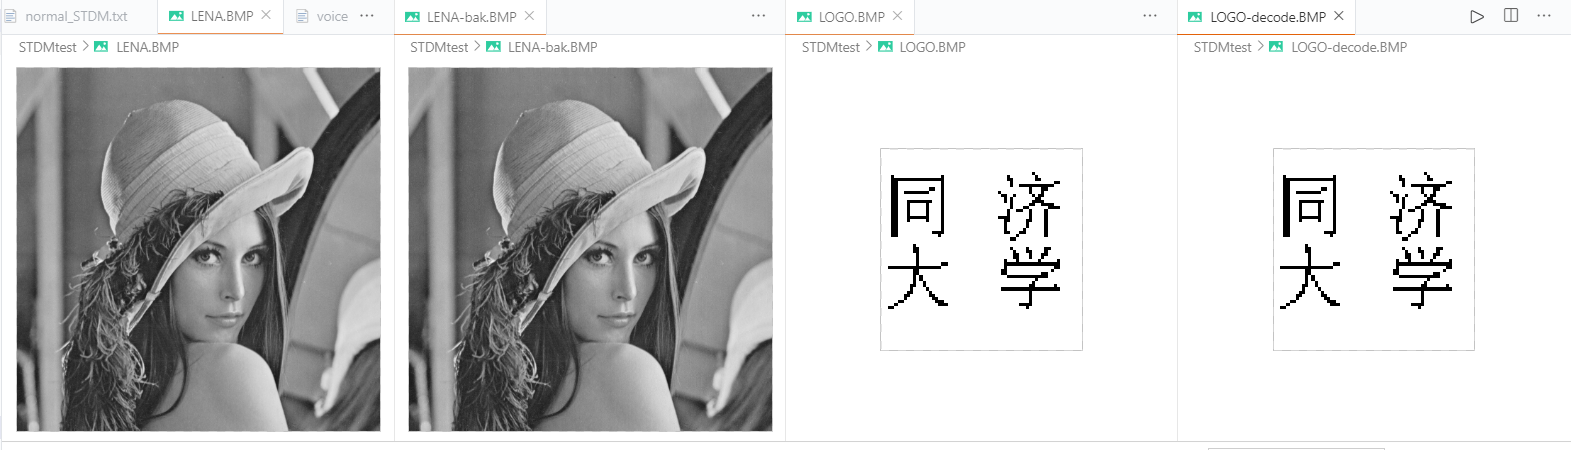 normal_STDM.txt
LENA.BMP
voice
LENA-bak.BMP
LOGO.BMP
LOGO-decode.BMP
STDMtest > LENA.BMP
STDMtest > LENA-bak.BMP
STDMtest > LOGO.BMP
STDMtest > LOGO-decode.BMP
同 济
大 学
同 济
大 学